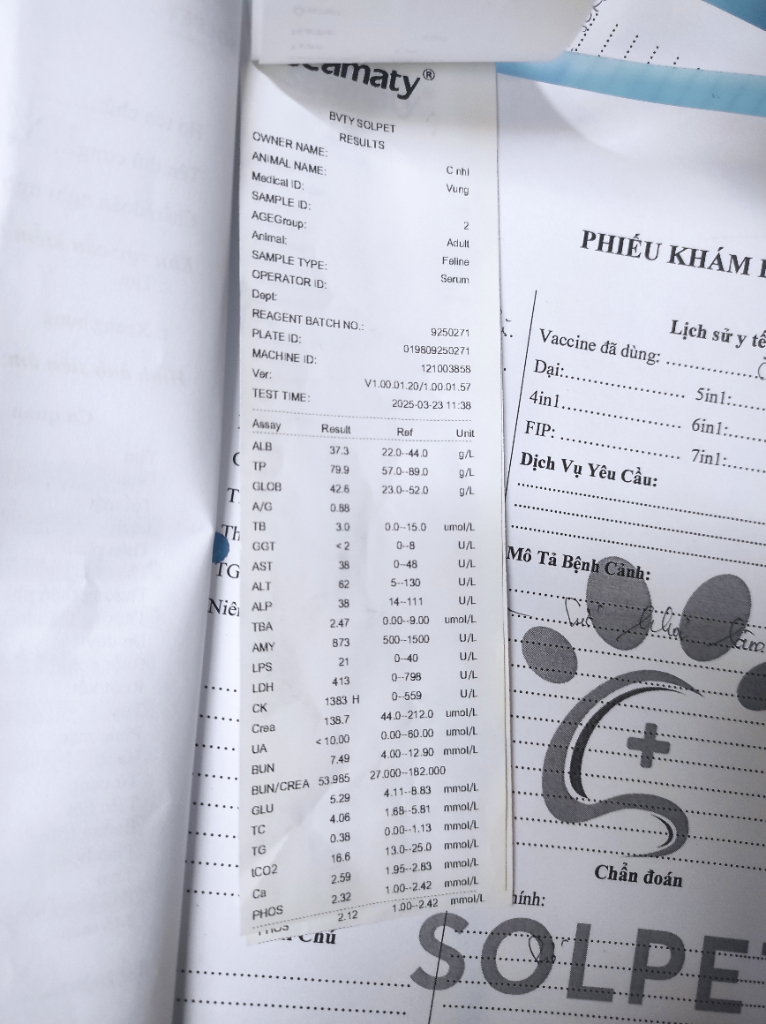 eamaty®
BVTY SOLPET
RESULTS
OWNER NAME: C nhi
ANIMAL NAME: Vung
Medical ID:
SAMPLE ID: 2
AGEGroup: Adult
Animal: Feline
SAMPLE TYPE: Serum
OPERATOR ID:
Dept:
REAGENT BATCH NO.: 9250271
PLATE ID: 019809250271
MACHINE ID: 121003858
Ver: V1.00.01.20/1.00.01.57
TEST TIME: 2025-03-23 11:38
Assay Result Ref Unit
ALB 37.3 22.0--44.0 g/L
TP 79.9 57.0--89.0 g/L
GLOB 42.6 23.0--52.0 g/L
A/G 0.88
TB 3.0 0.0--15.0 umol/L
GGT <2 0--8 U/L
AST 38 0--48 U/L
ALT 62 5--130 U/L
ALP 38 14--111 U/L
TBA 2.47 0.00--9.00 umol/L
AMY 873 500--1500 U/L
LPS 21 0--40 U/L
LDH 413 0--798 U/L
CK 1383 H 0--559 U/L
Crea 138.7 44.0--212.0 umol/L
UA <10.00 0.00--60.00 umol/L
BUN 7.49 4.00--12.90 mmol/L
BUN/CREA 53.985 27.000--182.000
GLU 5.29 4.11--8.83 mmol/L
TC 4.06 1.68--5.81 mmol/L
TG 0.38 0.00--1.13 mmol/L
tCO2 16.6 13.0--25.0 mmol/L
Ca 2.59 1.95--2.83 mmol/L
PHOS 2.32 1.00--2.42 mmol/L
PHOS 2.12 1.00--2.42 mmol/L
PHIẾU KHÁM
Lịch sử y tế
Vaccine đã dùng:
Dại: 5in1:
4in1 6in1:
FIP: 7in1:
Dịch Vụ Yêu Cầu:
Mô Tả Bệnh Cảnh:
Chẩn đoán
Chú
SOLPE